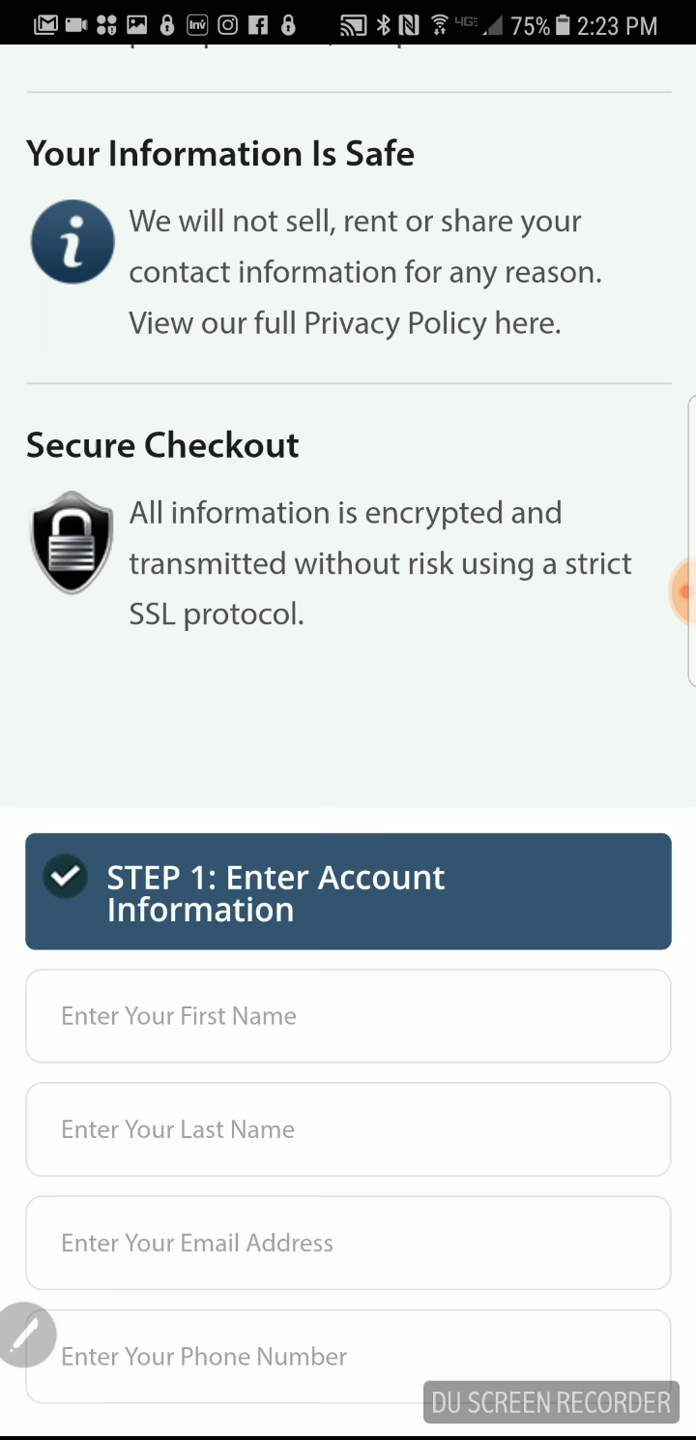 4G
75% 2:23 PM
Your Information Is Safe
We will not sell, rent or share your
contact information for any reason.
View our full Privacy Policy here.
Secure Checkout
All information is encrypted and
transmitted without risk using a strict
SSL protocol.
STEP 1: Enter Account
Information
Enter Your First Name
Enter Your Last Name
Enter Your Email Address
Enter Your Phone Number
DU SCREEN RECORDER